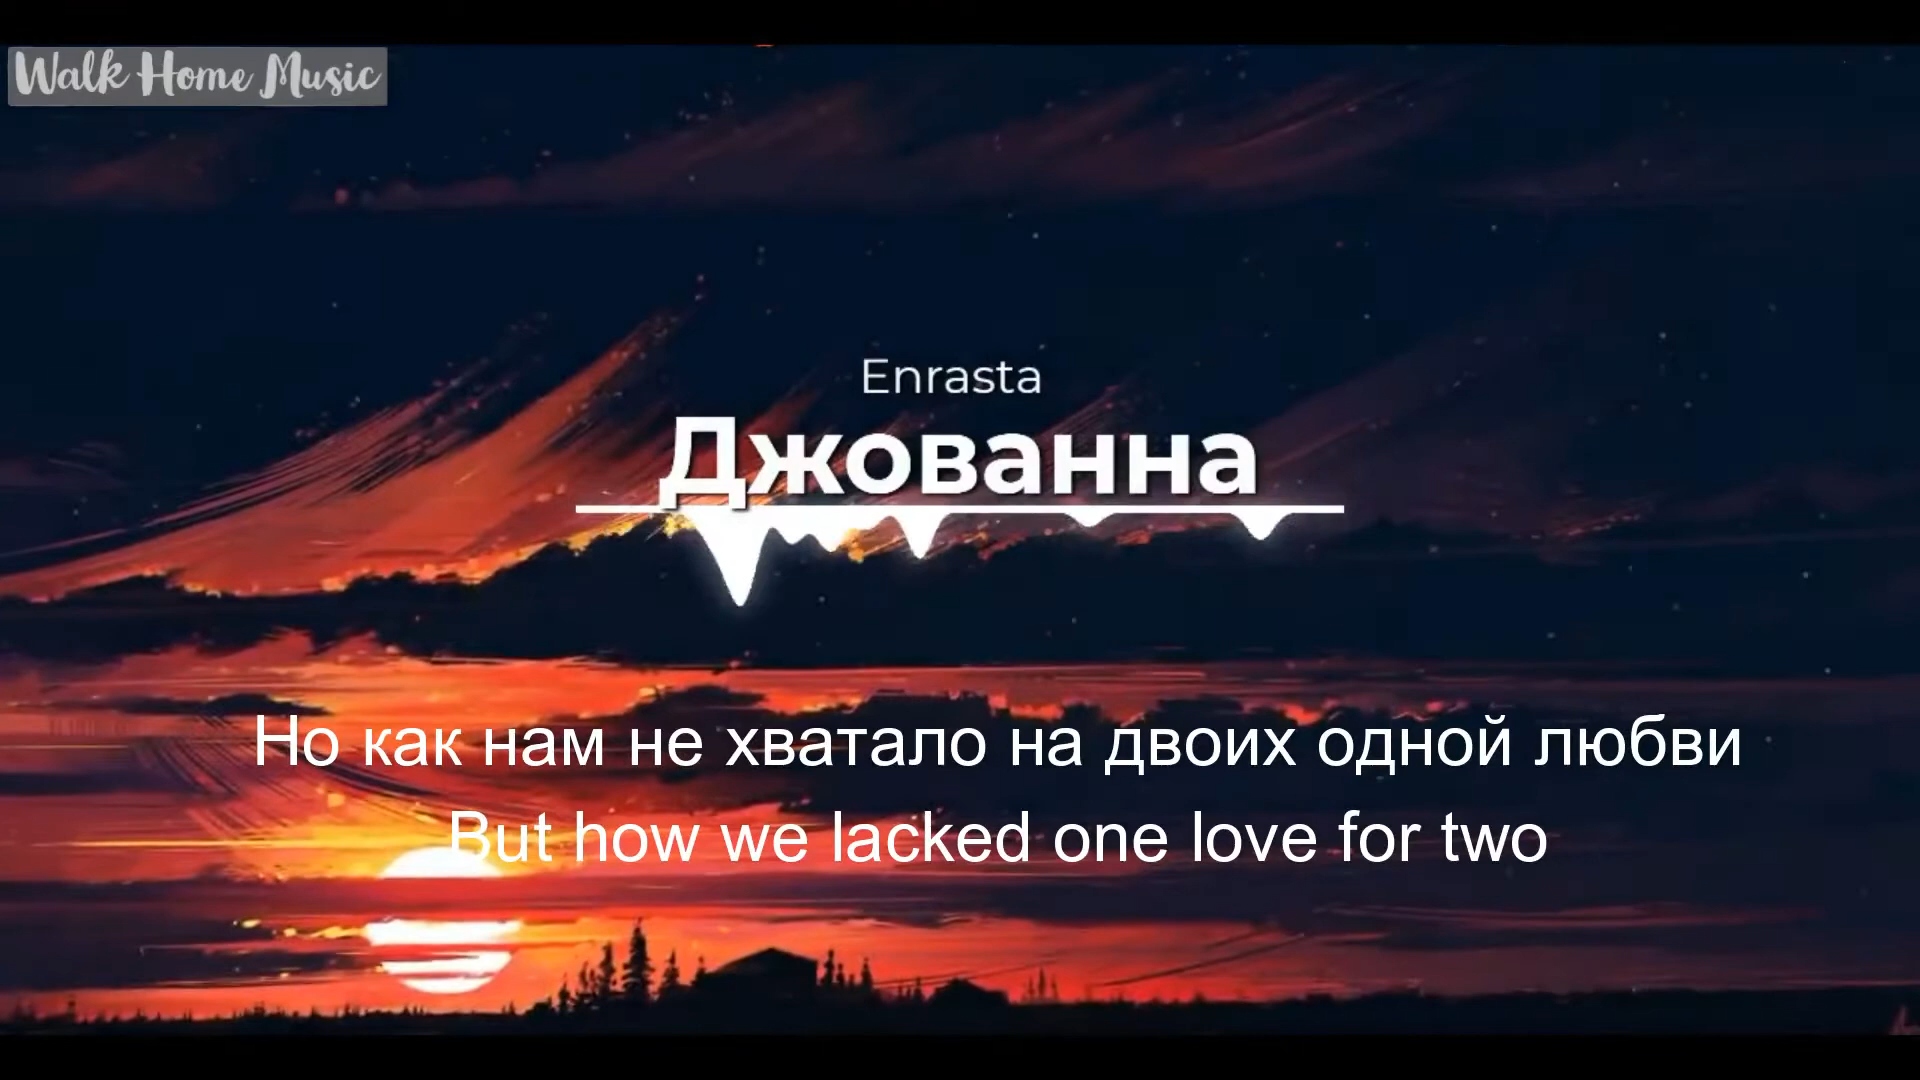 Walk Home Music
Enrasta
Джованна
Но как нам не хватало на двоих одной любви
But how we lacked one love for two